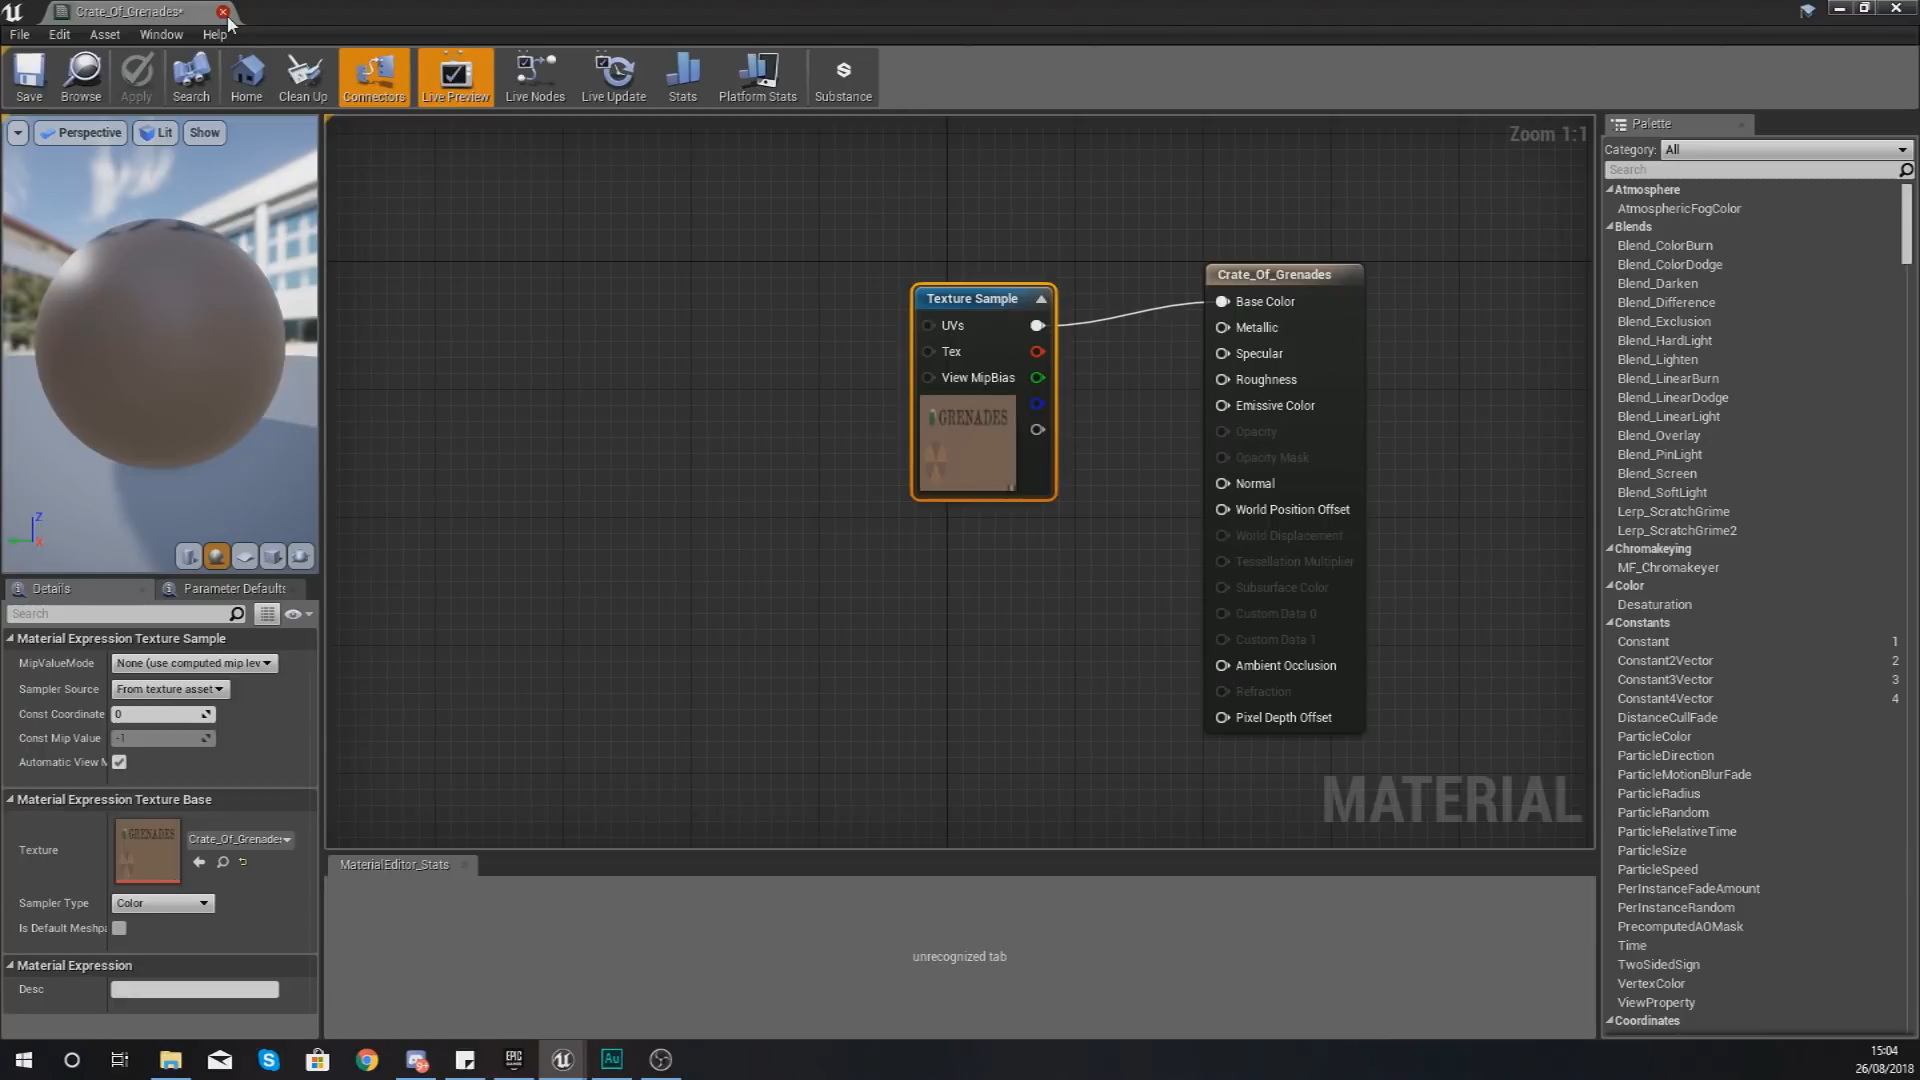 Crate_Of_Grenades*
File Edit Asset Window Help
Save
Browse
Apply
Search
Home
Clean Up
Connectors
Live Preview
Live Nodes
Live Update
Stats
Platform Stats
Substance
Perspective
Lit
Show
Zoom 1:1
Texture Sample
UVs
Tex
View MipBias
GRENADES
Crate_Of_Grenades
Base Color
Metallic
Specular
Roughness
Emissive Color
Opacity
Opacity Mask
Normal
World Position Offset
World Displacement
Tessellation Multiplier
Subsurface Color
Custom Data 0
Custom Data 1
Ambient Occlusion
Refraction
Pixel Depth Offset
MATERIAL
Z
X
Details
Parameter Defaults
Search
Material Expression Texture Sample
MipValueMode None (use computed mip lev
Sampler Source From texture asset
Const Coordinate 0
Const Mip Value -1
Automatic View M
Material Expression Texture Base
Texture
GRENADES
Crate_Of_Grenades
Sampler Type Color
Is Default Meshpa
Material Expression
Desc
MaterialEditor_Stats
unrecognized tab
Palette
Category: All
Search
Atmosphere
AtmosphericFogColor
Blends
Blend_ColorBurn
Blend_ColorDodge
Blend_Darken
Blend_Difference
Blend_Exclusion
Blend_HardLight
Blend_Lighten
Blend_LinearBurn
Blend_LinearDodge
Blend_LinearLight
Blend_Overlay
Blend_PinLight
Blend_Screen
Blend_SoftLight
Lerp_ScratchGrime
Lerp_ScratchGrime2
Chromakeying
MF_Chromakeyer
Color
Desaturation
Constants
Constant 1
Constant2Vector 2
Constant3Vector 3
Constant4Vector 4
DistanceCullFade
ParticleColor
ParticleDirection
ParticleMotionBlurFade
ParticleRadius
ParticleRandom
ParticleRelativeTime
ParticleSize
ParticleSpeed
PerInstanceFadeAmount
PerInstanceRandom
PrecomputedAOMask
Time
TwoSidedSign
VertexColor
ViewProperty
Coordinates
EPIC
GAMES
Au
15:04
26/08/2018